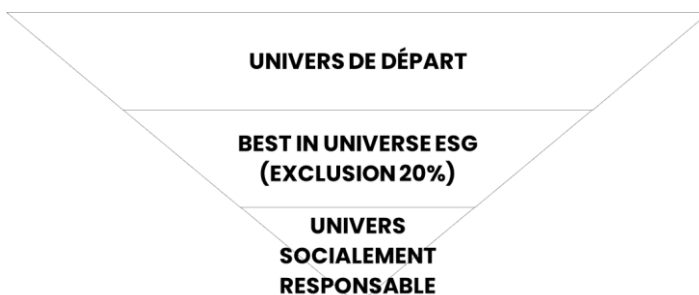 UNIVERS DE DÉPART
BEST IN UNIVERSE ESG
(EXCLUSION 20%)
UNIVERS
SOCIALEMENT
RESPONSABLE